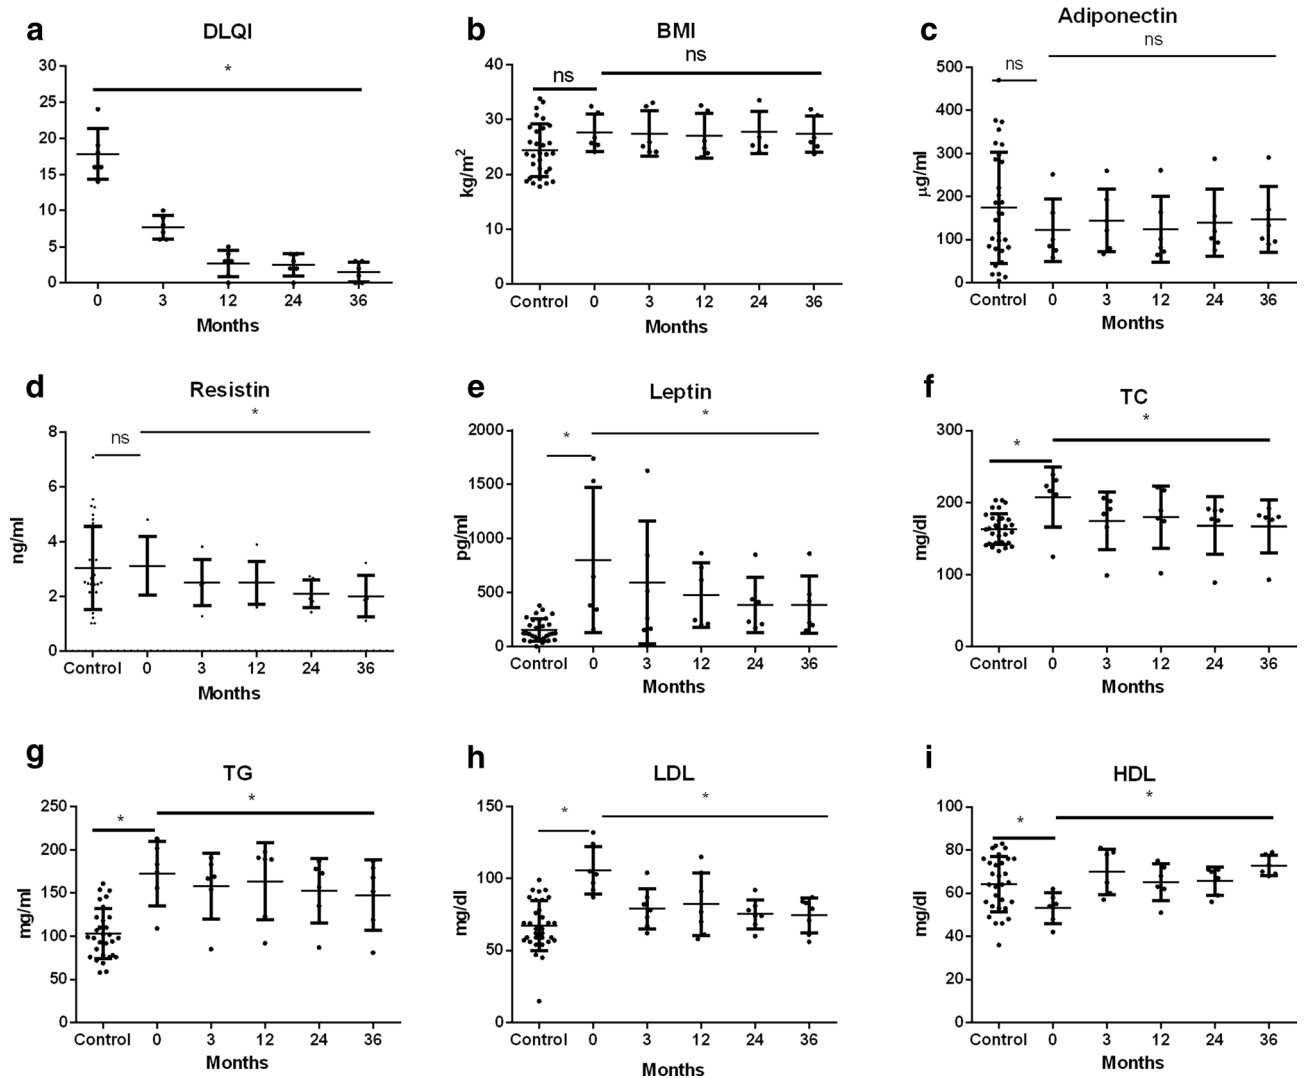 a
DLQI
*
30
25
20
15
10
5
0
0 3 12 24 36
Months
b
BMI
ns
ns
40
30
20
10
0
kg/m²
Control 0 3 12 24 36
Months
c
Adiponectin
ns
ns
500
400
300
200
100
0
µg/ml
Control 0 3 12 24 36
Months
d
Resistin
*
ns
8
6
4
2
0
ng/ml
Control 0 3 12 24 36
Months
e
Leptin
*
*
2000
1500
1000
500
0
pg/ml
Control 0 3 12 24 36
Months
f
TC
*
*
300
200
100
0
mg/dl
Control 0 3 12 24 36
Months
g
TG
*
*
250
200
150
100
50
0
mg/ml
Control 0 3 12 24 36
Months
h
LDL
*
*
150
100
50
0
mg/dl
Control 0 3 12 24 36
Months
i
HDL
*
*
100
80
60
40
20
0
mg/dl
Control 0 3 12 24 36
Months